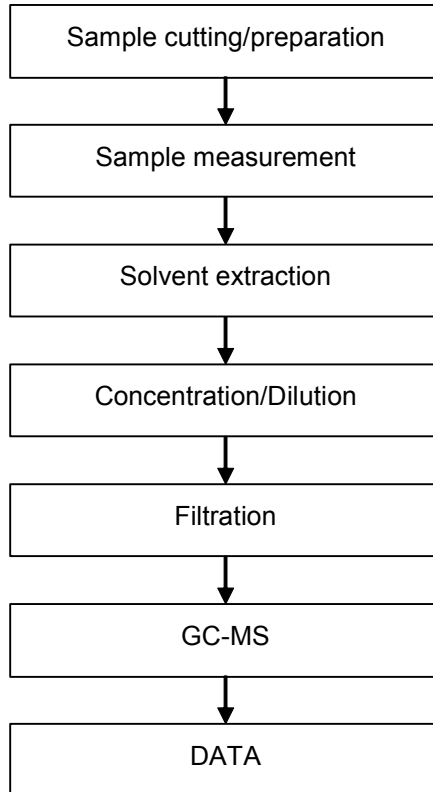 Sample cutting/preparation
Sample measurement
Solvent extraction
Concentration/Dilution
Filtration
GC-MS
DATA